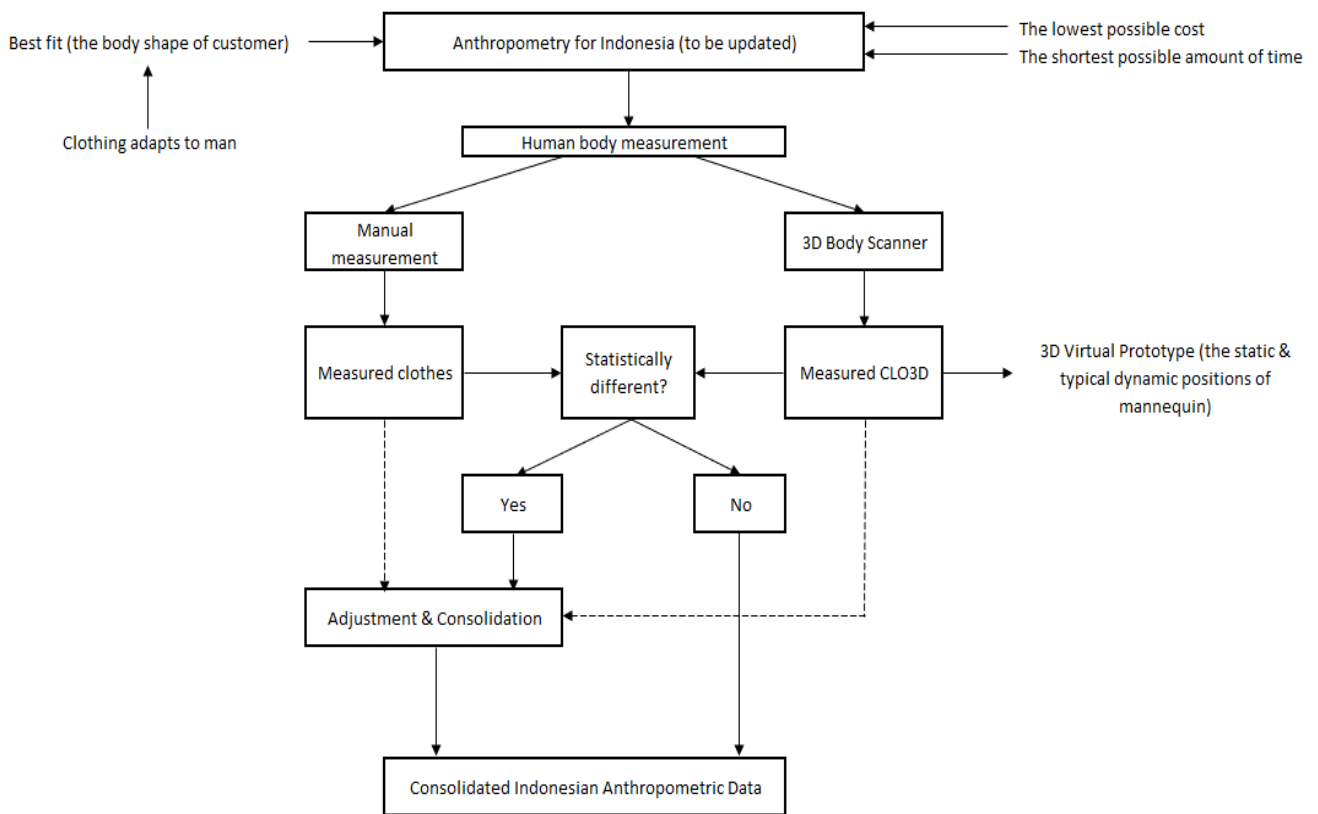 Best fit (the body shape of customer)
Anthropometry for Indonesia (to be updated)
The lowest possible cost
The shortest possible amount of time
Clothing adapts to man
Human body measurement
Manual
measurement
3D Body Scanner
Measured clothes
Statistically
different?
Measured CLO3D
3D Virtual Prototype (the static &
typical dynamic positions of
mannequin)
Yes
No
Adjustment & Consolidation
Consolidated Indonesian Anthropometric Data